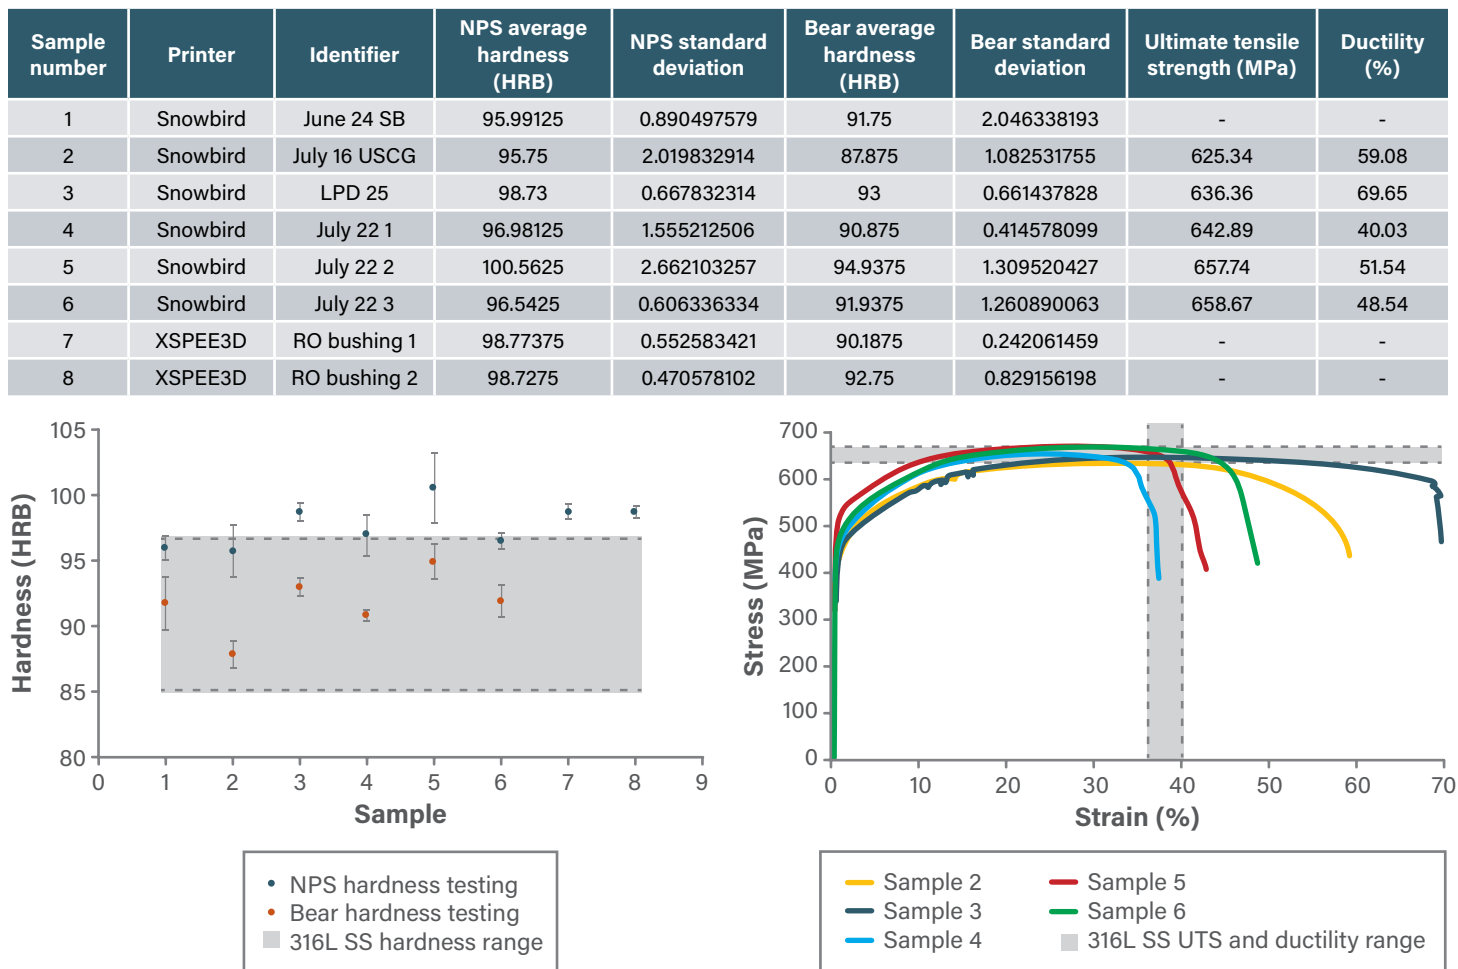 Sample number | Printer | Identifier | NPS average hardness (HRB) | NPS standard deviation | Bear average hardness (HRB) | Bear standard deviation | Ultimate tensile strength (MPa) | Ductility (%)
1 | Snowbird | June 24 SB | 95.99125 | 0.890497579 | 91.75 | 2.046338193 | - | -
2 | Snowbird | July 16 USCG | 95.75 | 2.019832914 | 87.875 | 1.082531755 | 625.34 | 59.08
3 | Snowbird | LPD 25 | 98.73 | 0.667832314 | 93 | 0.661437828 | 636.36 | 69.65
4 | Snowbird | July 22 1 | 96.98125 | 1.555212506 | 90.875 | 0.414578099 | 642.89 | 40.03
5 | Snowbird | July 22 2 | 100.5625 | 2.662103257 | 94.9375 | 1.309520427 | 657.74 | 51.54
6 | Snowbird | July 22 3 | 96.5425 | 0.606336334 | 91.9375 | 1.260890063 | 658.67 | 48.54
7 | XSPEE3D | RO bushing 1 | 98.77375 | 0.552583421 | 90.1875 | 0.242061459 | - | -
8 | XSPEE3D | RO bushing 2 | 98.7275 | 0.470578102 | 92.75 | 0.829156198 | - | -
Hardness (HRB)
105
100
95
90
85
80
0 1 2 3 4 5 6 7 8 9
Sample
NPS hardness testing
Bear hardness testing
316L SS hardness range
Stress (MPa)
700
600
500
400
300
200
100
0
0 10 20 30 40 50 60 70
Strain (%)
Sample 2
Sample 3
Sample 4
Sample 5
Sample 6
316L SS UTS and ductility range